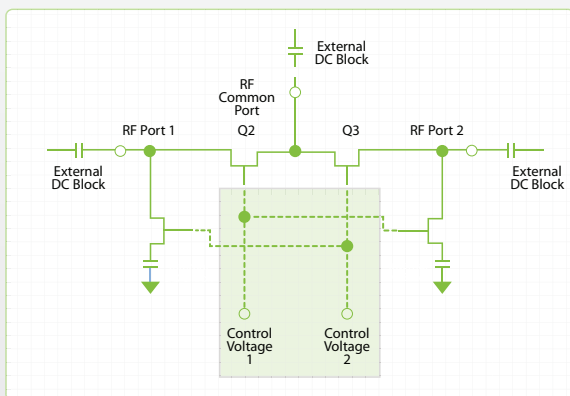 External
DC Block
RF
Common
Port
RF Port 1
Q2
Q3
RF Port 2
External
DC Block
External
DC Block
Control
Voltage
1
Control
Voltage
2